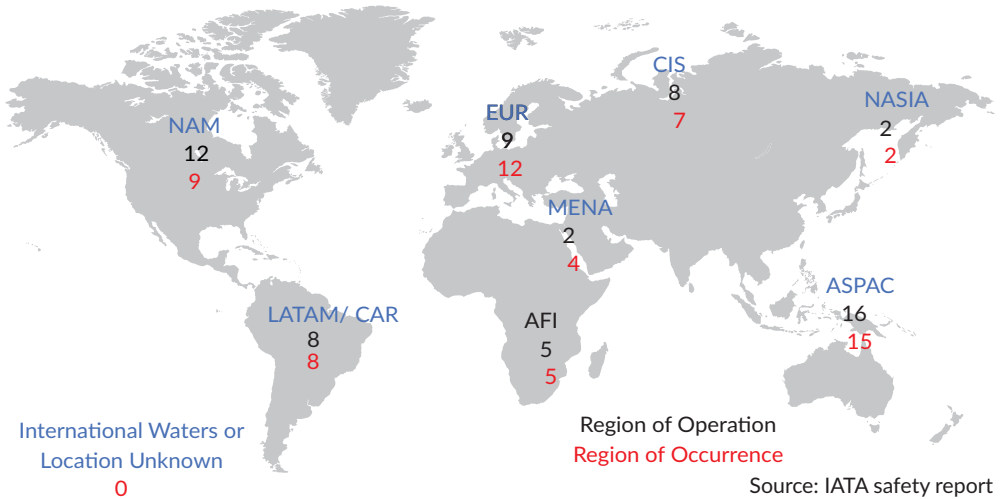 CIS
8
7
NASIA
2
2
NAM
12
9
EUR
9
12
MENA
2
4
ASPAC
16
15
LATAM/ CAR
8
8
AFI
5
5
International Waters or
Location Unknown
0
Region of Operation
Region of Occurrence
Source: IATA safety report